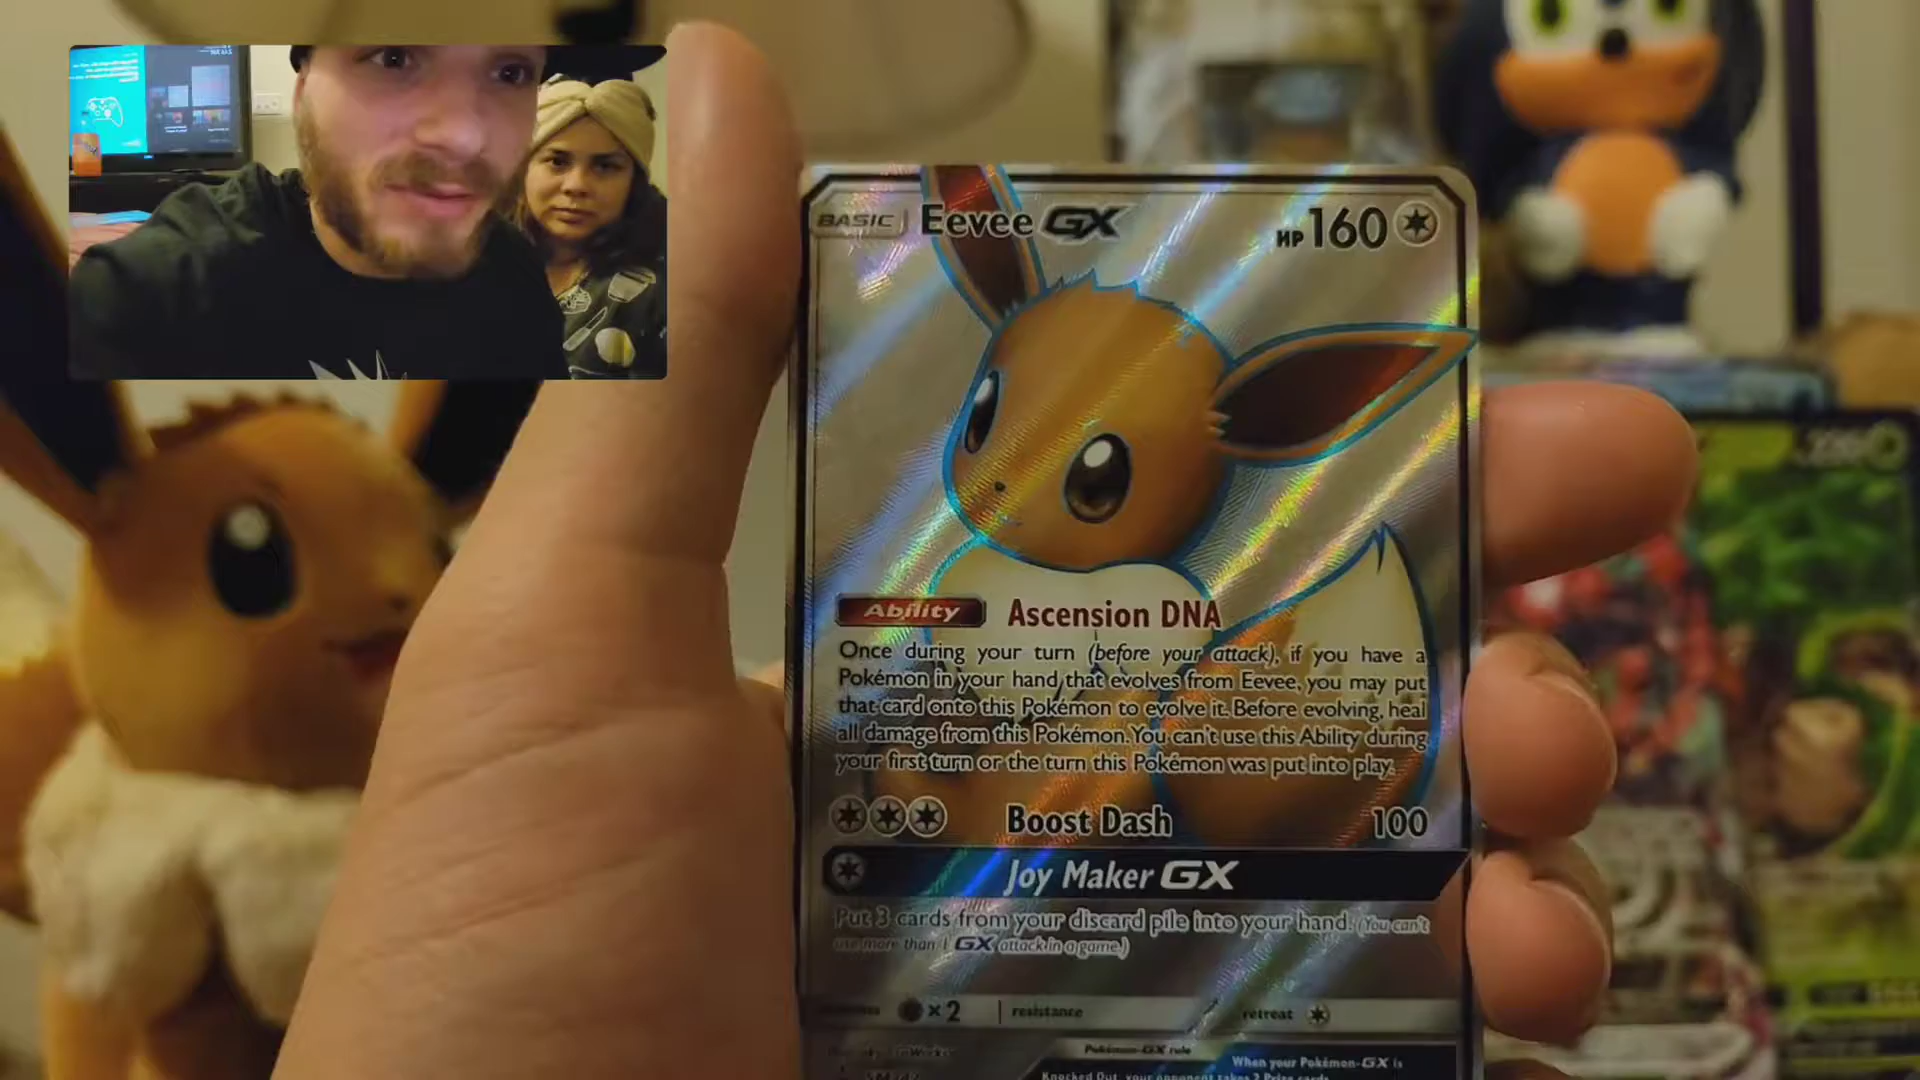 BASIC Eevee GX HP 160
Ability Ascension DNA
Once during your turn (before your attack), if you have a
Pokémon in your hand that evolves from Eevee, you may put
that card onto this Pokémon to evolve it. Before evolving, heal
all damage from this Pokémon. You can't use this Ability during
your first turn or the turn this Pokémon was put into play.
Boost Dash 100
Joy Maker GX
Put 3 cards from your discard pile into your hand. (You can't
use more than 1 GX attack in a game.)
×2 resistance retreat
Pokémon-GX rule
When your Pokémon-GX is
Knocked Out, your opponent takes 2 Prize cards.
220